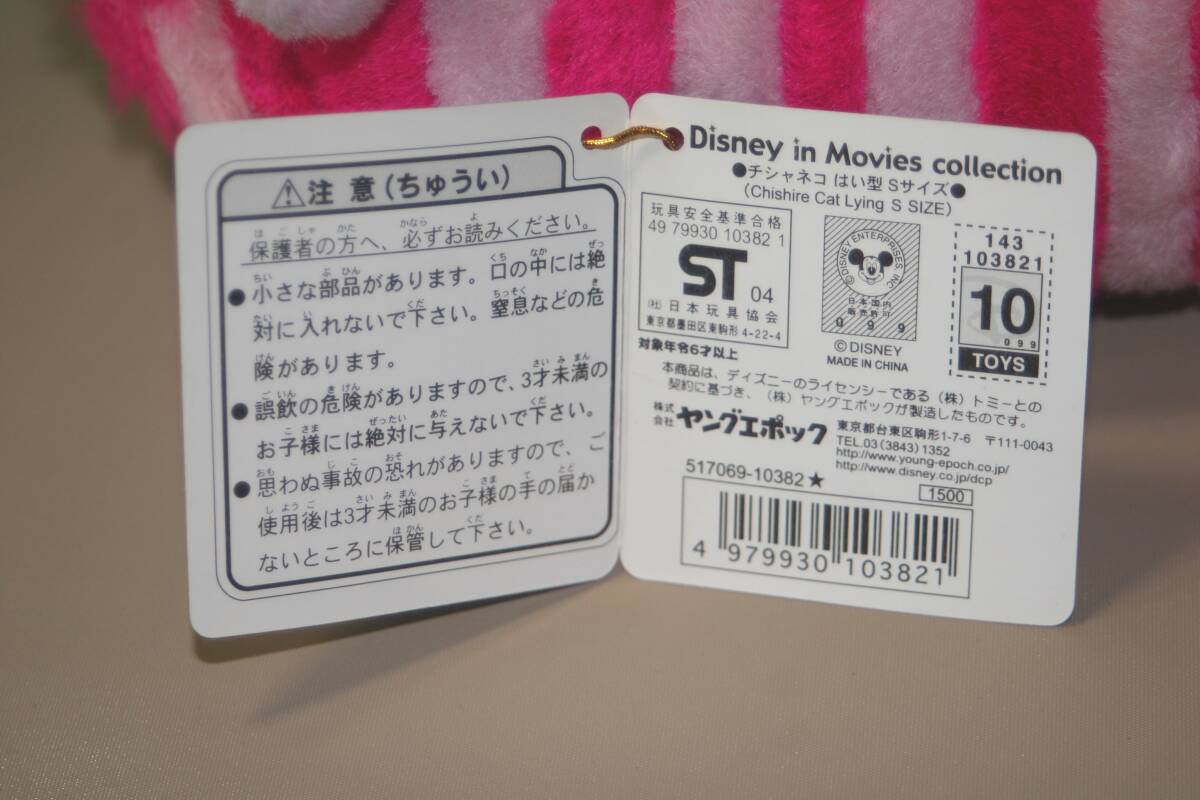 注意(ちゅうい)
保護者の方へ、必ずお読みください。
●小さな部品があります。口の中には絶
対に入れないで下さい。窒息などの危
険があります。
●誤飲の危険がありますので、3才未満の
お子様には絶対に与えないで下さい。
●思わぬ事故の恐れがありますので、ご
使用後は3才未満のお子様の手の届か
ないところに保管して下さい。
Disney in Movies collection
●チシャネコ はい型 Sサイズ●
(Chishire Cat Lying S SIZE)
玩具安全基準合格
49 79930 10382 1
ST 04
(社)日本玩具協会
東京都墨田区東駒形 4-22-4
対象年令6才以上
©DISNEY ENTERPRISES, INC
日本国内
販売許可
099
©DISNEY
MADE IN CHINA
143
103821
10
099
TOYS
本商品は、ディズニーのライセンシーである(株)トミーとの
契約に基づき、(株)ヤングエポックが製造したものです。
株式会社 ヤングエポック
東京都台東区駒形1-7-6 〒111-0043
TEL.03(3843)1352
http://www.young-epoch.co.jp/
http://www.disney.co.jp/dcp
517069-10382★
1500
4 979930 103821